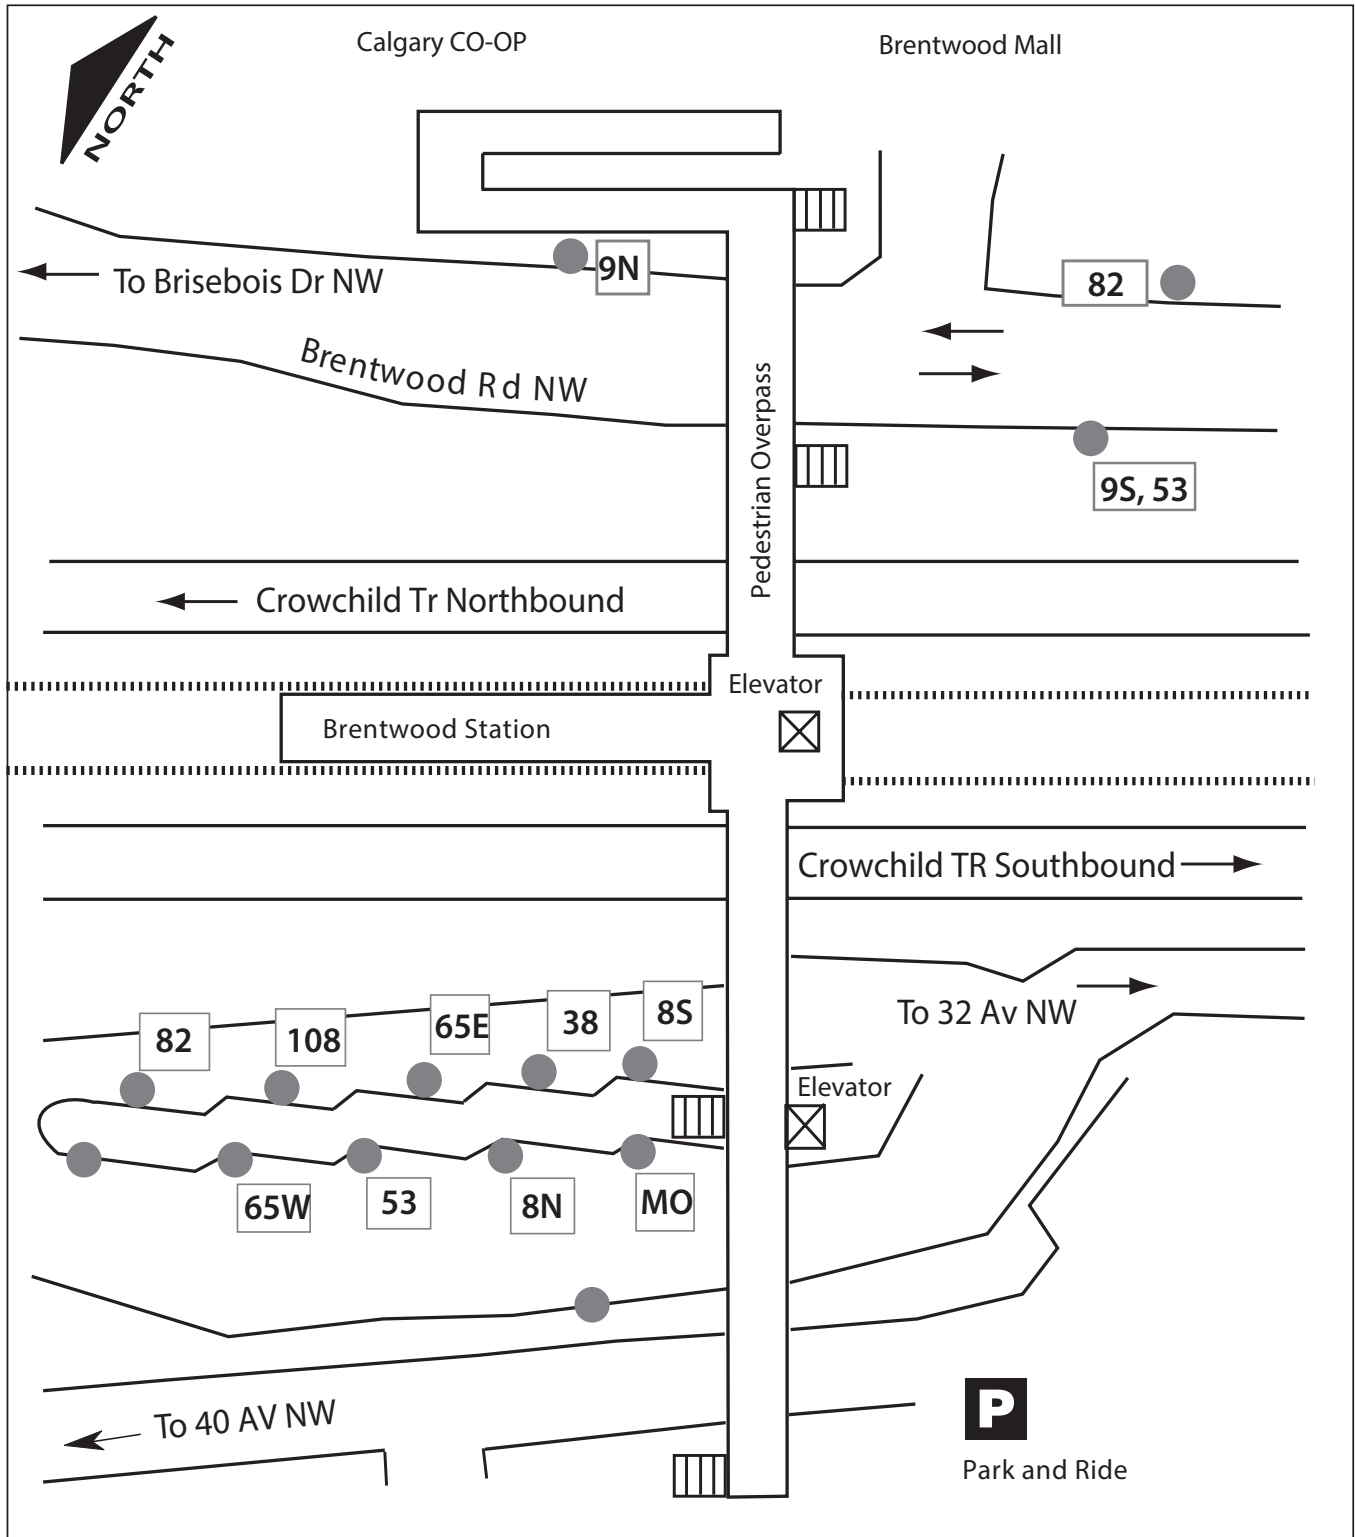 NORTH
Calgary CO-OP
Brentwood Mall
9N
To Brisebois Dr NW
82
Brentwood Rd NW
Pedestrian Overpass
9S, 53
Crowchild Tr Northbound
Elevator
Brentwood Station
Crowchild TR Southbound
82
108
65E
38
8S
To 32 Av NW
Elevator
65W
53
8N
MO
To 40 AV NW
P
Park and Ride